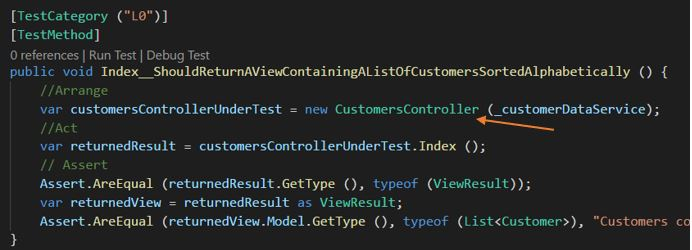 [TestCategory ("L0")]
[TestMethod]
0 references | Run Test | Debug Test
public void Index__ShouldReturnAViewContainingAListOfCustomersSortedAlphabetically () {
//Arrange
var customersControllerUnderTest = new CustomersController (_customerDataService);
//Act
var returnedResult = customersControllerUnderTest.Index ();
// Assert
Assert.AreEqual (returnedResult.GetType (), typeof (ViewResult));
var returnedView = returnedResult as ViewResult;
Assert.AreEqual (returnedView.Model.GetType (), typeof (List<Customer>), "Customers co
}